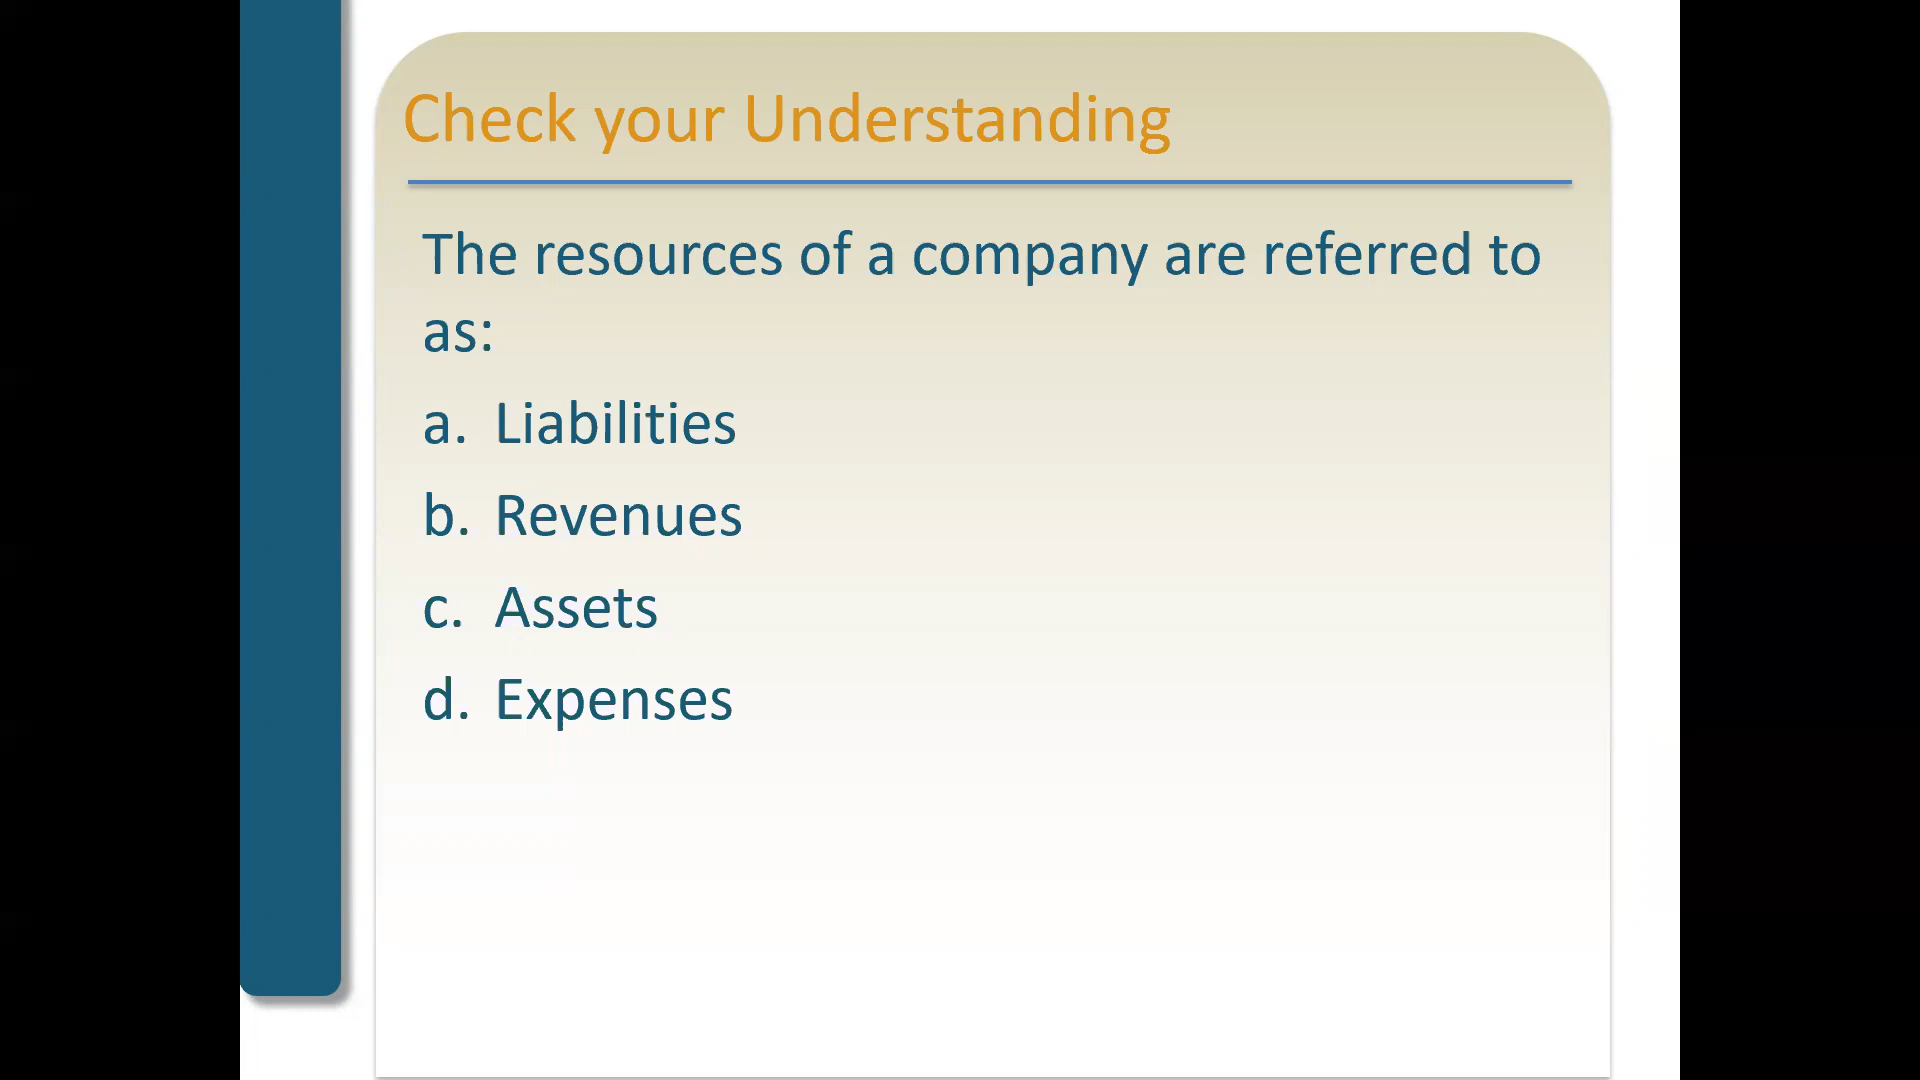 Check your Understanding
The resources of a company are referred to
as:
a. Liabilities
b. Revenues
c. Assets
d. Expenses